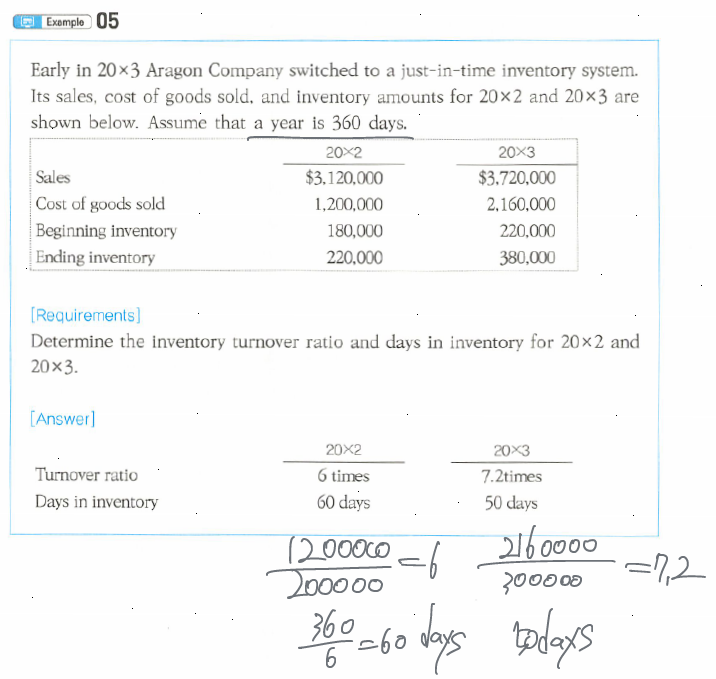 Example 05
Early in 20×3 Aragon Company switched to a just-in-time inventory system.
Its sales, cost of goods sold, and inventory amounts for 20×2 and 20×3 are
shown below. Assume that a year is 360 days.
20×2 20×3
Sales $3,120,000 $3,720,000
Cost of goods sold 1,200,000 2,160,000
Beginning inventory 180,000 220,000
Ending inventory 220,000 380,000
[Requirements]
Determine the inventory turnover ratio and days in inventory for 20×2 and
20×3.
[Answer]
20×2 20×3
Turnover ratio 6 times 7.2times
Days in inventory 60 days 50 days
1200000 2160000
=6 =7,2
200000 300000
360
=60 days days
6